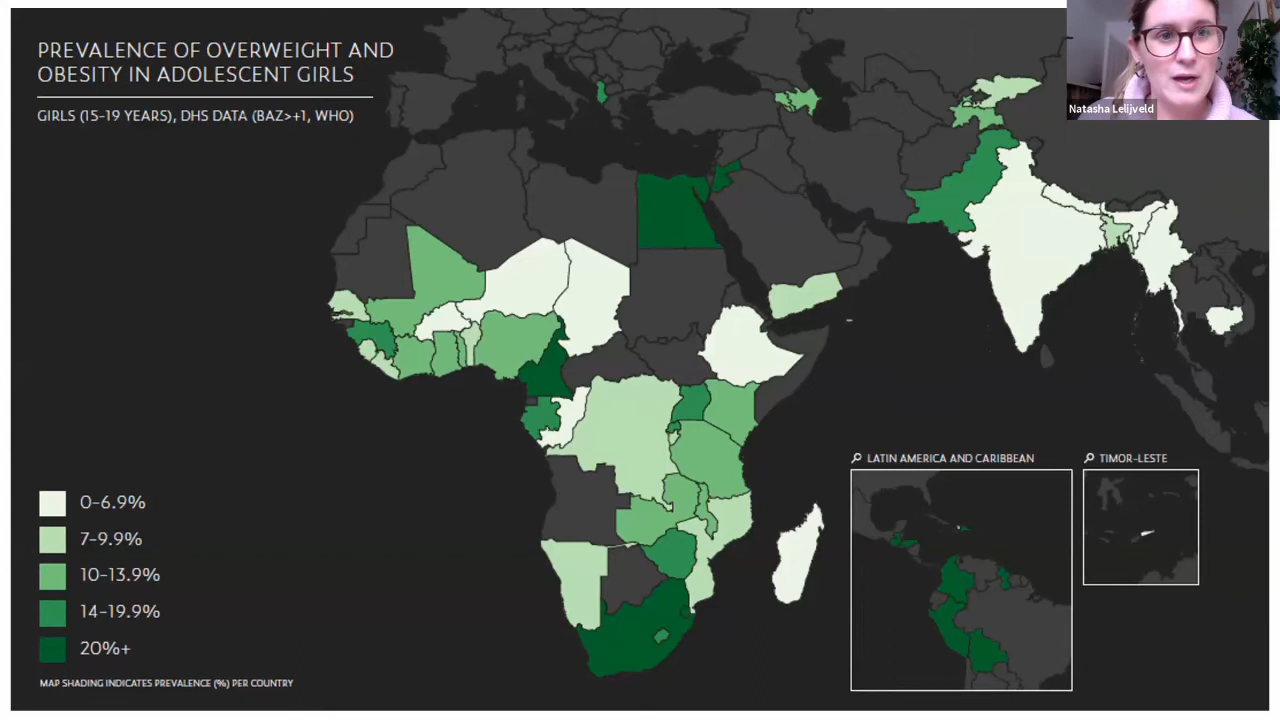 PREVALENCE OF OVERWEIGHT AND
OBESITY IN ADOLESCENT GIRLS
GIRLS (15-19 YEARS), DHS DATA (BAZ>+1, WHO)
Natasha Lelijveld
LATIN AMERICA AND CARIBBEAN
TIMOR-LESTE
0-6.9%
7-9.9%
10-13.9%
14-19.9%
20%+
MAP SHADING INDICATES PREVALENCE (%) PER COUNTRY